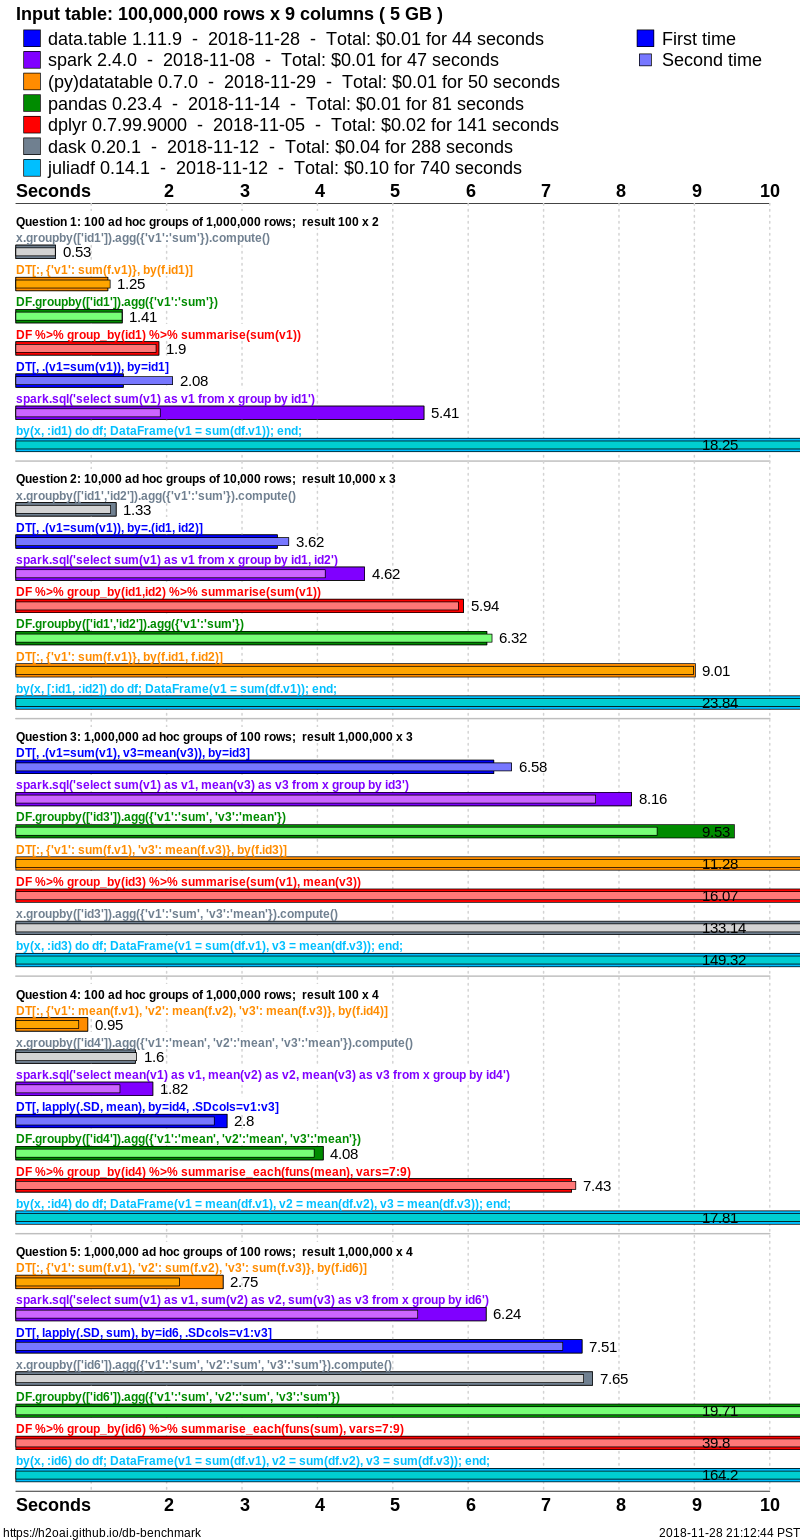 Input table: 100,000,000 rows x 9 columns ( 5 GB )
data.table 1.11.9 - 2018-11-28 - Total: $0.01 for 44 seconds
First time
spark 2.4.0 - 2018-11-08 - Total: $0.01 for 47 seconds
Second time
(py)datatable 0.7.0 - 2018-11-29 - Total: $0.01 for 50 seconds
pandas 0.23.4 - 2018-11-14 - Total: $0.01 for 81 seconds
dplyr 0.7.99.9000 - 2018-11-05 - Total: $0.02 for 141 seconds
dask 0.20.1 - 2018-11-12 - Total: $0.04 for 288 seconds
juliadf 0.14.1 - 2018-11-12 - Total: $0.10 for 740 seconds
Seconds 2 3 4 5 6 7 8 9 10
Question 1: 100 ad hoc groups of 1,000,000 rows; result 100 x 2
x.groupby(['id1']).agg({'v1':'sum'}).compute()
0.53
DT[:, {'v1': sum(f.v1)}, by(f.id1)]
1.25
DF.groupby(['id1']).agg({'v1':'sum'})
1.41
DF %>% group_by(id1) %>% summarise(sum(v1))
1.9
DT[, .(v1=sum(v1)), by=id1]
2.08
spark.sql('select sum(v1) as v1 from x group by id1')
5.41
by(x, :id1) do df; DataFrame(v1 = sum(df.v1)); end;
18.25
Question 2: 10,000 ad hoc groups of 10,000 rows; result 10,000 x 3
x.groupby(['id1','id2']).agg({'v1':'sum'}).compute()
1.33
DT[, .(v1=sum(v1)), by=.(id1, id2)]
3.62
spark.sql('select sum(v1) as v1 from x group by id1, id2')
4.62
DF %>% group_by(id1,id2) %>% summarise(sum(v1))
5.94
DF.groupby(['id1','id2']).agg({'v1':'sum'})
6.32
DT[:, {'v1': sum(f.v1)}, by(f.id1, f.id2)]
9.01
by(x, [:id1, :id2]) do df; DataFrame(v1 = sum(df.v1)); end;
23.84
Question 3: 1,000,000 ad hoc groups of 100 rows; result 1,000,000 x 3
DT[, .(v1=sum(v1), v3=mean(v3)), by=id3]
6.58
spark.sql('select sum(v1) as v1, mean(v3) as v3 from x group by id3')
8.16
DF.groupby(['id3']).agg({'v1':'sum', 'v3':'mean'})
9.53
DT[:, {'v1': sum(f.v1), 'v3': mean(f.v3)}, by(f.id3)]
11.28
DF %>% group_by(id3) %>% summarise(sum(v1), mean(v3))
16.07
x.groupby(['id3']).agg({'v1':'sum', 'v3':'mean'}).compute()
133.14
by(x, :id3) do df; DataFrame(v1 = sum(df.v1), v3 = mean(df.v3)); end;
149.32
Question 4: 100 ad hoc groups of 1,000,000 rows; result 100 x 4
DT[:, {'v1': mean(f.v1), 'v2': mean(f.v2), 'v3': mean(f.v3)}, by(f.id4)]
0.95
x.groupby(['id4']).agg({'v1':'mean', 'v2':'mean', 'v3':'mean'}).compute()
1.6
spark.sql('select mean(v1) as v1, mean(v2) as v2, mean(v3) as v3 from x group by id4')
1.82
DT[, lapply(.SD, mean), by=id4, .SDcols=v1:v3]
2.8
DF.groupby(['id4']).agg({'v1':'mean', 'v2':'mean', 'v3':'mean'})
4.08
DF %>% group_by(id4) %>% summarise_each(funs(mean), vars=7:9)
7.43
by(x, :id4) do df; DataFrame(v1 = mean(df.v1), v2 = mean(df.v2), v3 = mean(df.v3)); end;
17.81
Question 5: 1,000,000 ad hoc groups of 100 rows; result 1,000,000 x 4
DT[:, {'v1': sum(f.v1), 'v2': sum(f.v2), 'v3': sum(f.v3)}, by(f.id6)]
2.75
spark.sql('select sum(v1) as v1, sum(v2) as v2, sum(v3) as v3 from x group by id6')
6.24
DT[, lapply(.SD, sum), by=id6, .SDcols=v1:v3]
7.51
x.groupby(['id6']).agg({'v1':'sum', 'v2':'sum', 'v3':'sum'}).compute()
7.65
DF.groupby(['id6']).agg({'v1':'sum', 'v2':'sum', 'v3':'sum'})
19.71
DF %>% group_by(id6) %>% summarise_each(funs(sum), vars=7:9)
39.8
by(x, :id6) do df; DataFrame(v1 = sum(df.v1), v2 = sum(df.v2), v3 = sum(df.v3)); end;
164.2
Seconds 2 3 4 5 6 7 8 9 10
https://h2oai.github.io/db-benchmark
2018-11-28 21:12:44 PST